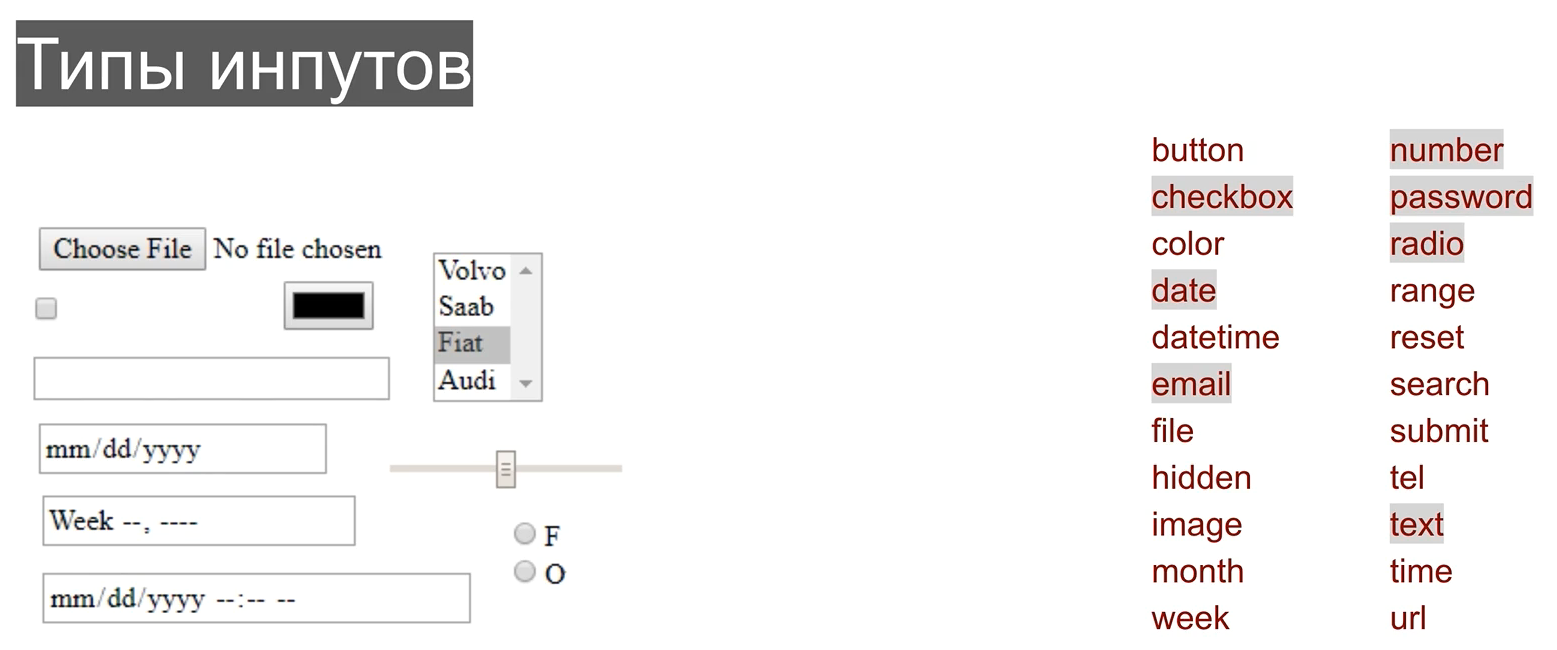 Типы инпутов
Choose File No file chosen
Volvo
Saab
Fiat
Audi
mm/dd/yyyy
Week --, ----
mm/dd/yyyy --:-- --
F
O
button
checkbox
color
date
datetime
email
file
hidden
image
month
week
number
password
radio
range
reset
search
submit
tel
text
time
url